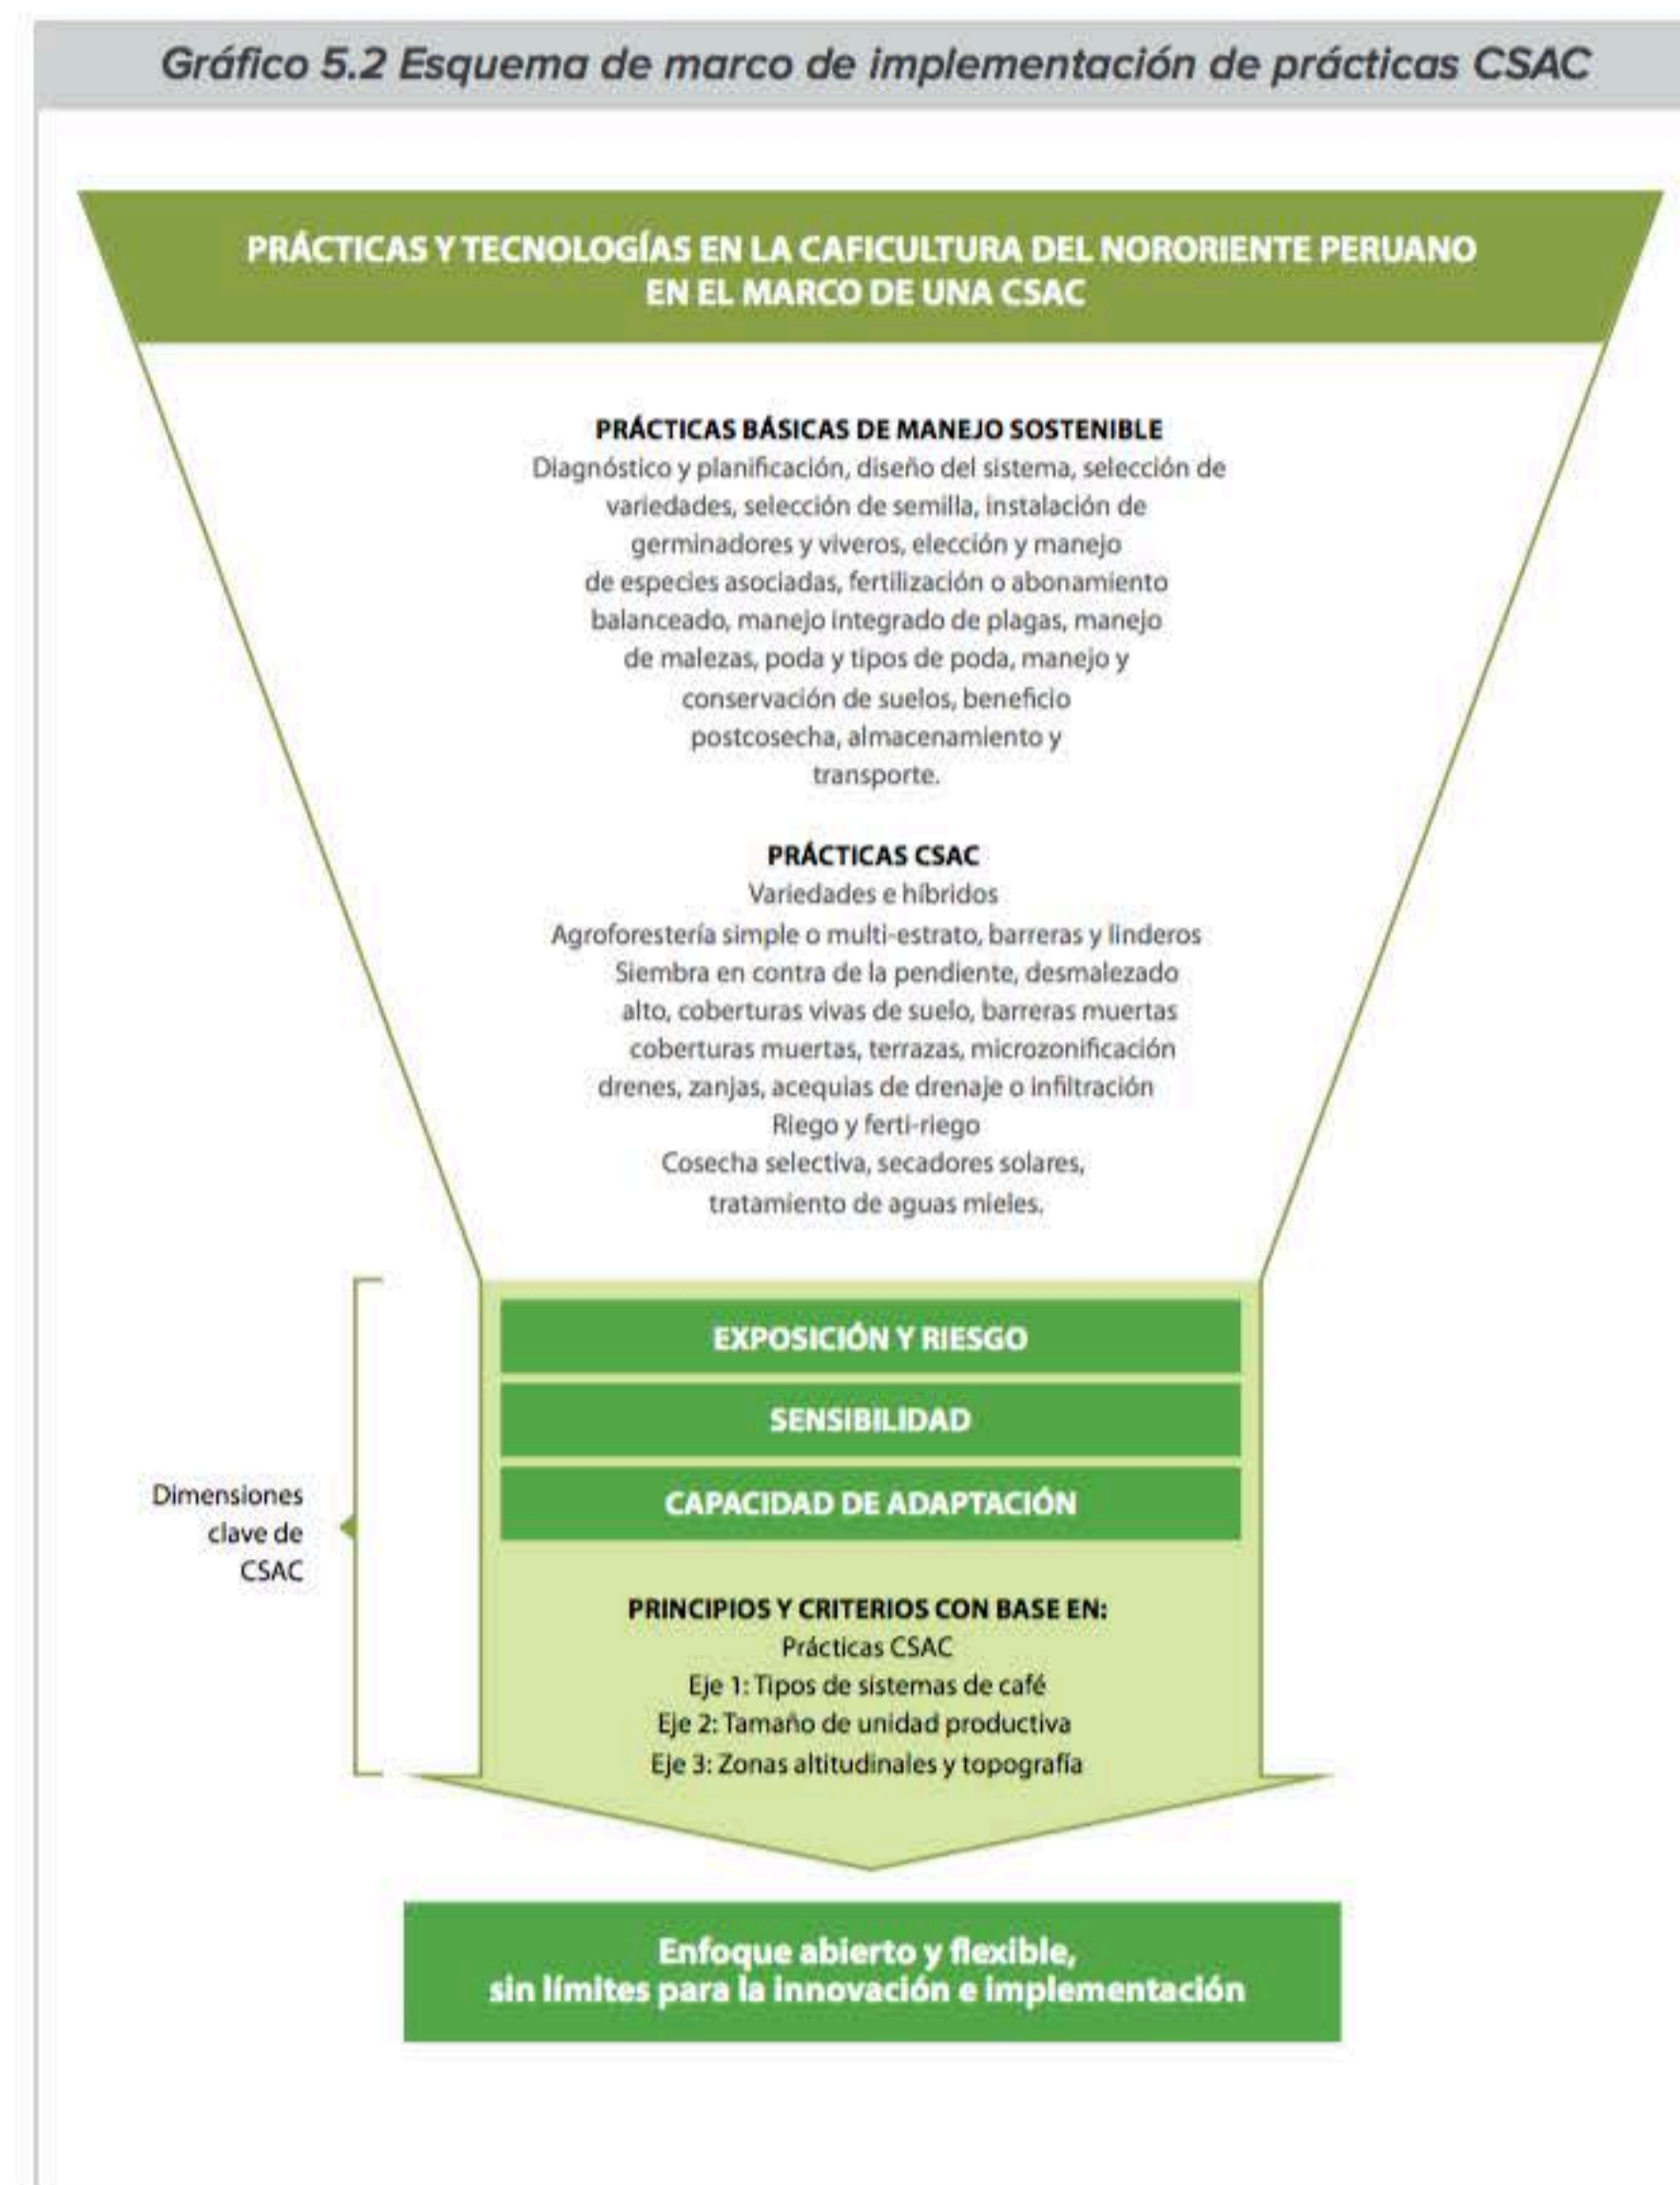 Gráfico 5.2 Esquema de marco de implementación de prácticas CSAC
PRÁCTICAS Y TECNOLOGÍAS EN LA CAFICULTURA DEL NORORIENTE PERUANO
EN EL MARCO DE UNA CSAC
PRÁCTICAS BÁSICAS DE MANEJO SOSTENIBLE
Diagnóstico y planificación, diseño del sistema, selección de
variedades, selección de semilla, instalación de
germinadores y viveros, elección y manejo
de especies asociadas, fertilización o abonamiento
balanceado, manejo integrado de plagas, manejo
de malezas, poda y tipos de poda, manejo y
conservación de suelos, beneficio
postcosecha, almacenamiento y
transporte.
PRÁCTICAS CSAC
Variedades e híbridos
Agroforestería simple o multi-estrato, barreras y linderos
Siembra en contra de la pendiente, desmalezado
alto, coberturas vivas de suelo, barreras muertas
coberturas muertas, terrazas, microzonificación
drenes, zanjas, acequias de drenaje o infiltración
Riego y ferti-riego
Cosecha selectiva, secadores solares,
tratamiento de aguas mieles.
EXPOSICIÓN Y RIESGO
SENSIBILIDAD
CAPACIDAD DE ADAPTACIÓN
Dimensiones
clave de
CSAC
PRINCIPIOS Y CRITERIOS CON BASE EN:
Prácticas CSAC
Eje 1: Tipos de sistemas de café
Eje 2: Tamaño de unidad productiva
Eje 3: Zonas altitudinales y topografía
Enfoque abierto y flexible,
sin límites para la innovación e implementación